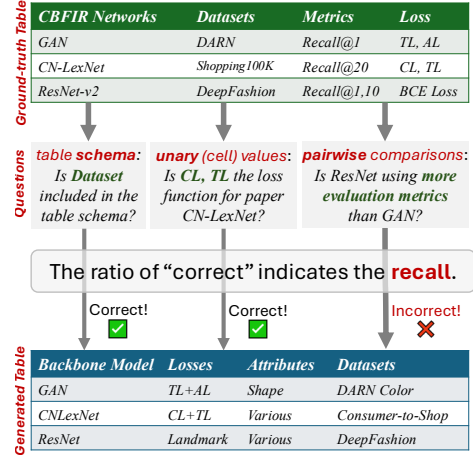 Ground-truth Table
CBFIR Networks Datasets Metrics Loss
GAN DARN Recall@1 TL, AL
CN-LexNet Shopping100K Recall@20 CL, TL
ResNet-v2 DeepFashion Recall@1,10 BCE Loss
Questions
table schema:
Is Dataset
included in the
table schema?
unary (cell) values:
Is CL, TL the loss
function for paper
CN-LexNet?
pairwise comparisons:
Is ResNet using more
evaluation metrics
than GAN?
The ratio of “correct” indicates the recall.
Correct! Correct! Incorrect!
Generated Table
Backbone Model Losses Attributes Datasets
GAN TL+AL Shape DARN Color
CNLexNet CL+TL Various Consumer-to-Shop
ResNet Landmark Various DeepFashion